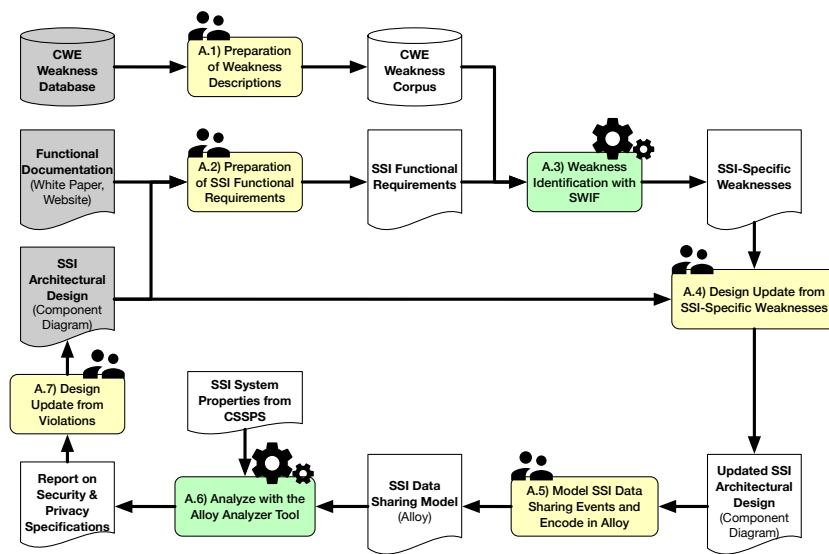 CWE
Weakness
Database
A.1) Preparation
of Weakness
Descriptions
CWE
Weakness
Corpus
Functional
Documentation
(White Paper,
Website)
A.2) Preparation
of SSI Functional
Requirements
SSI Functional
Requirements
A.3) Weakness
Identification with
SWIF
SSI-Specific
Weaknesses
SSI
Architectural
Design
(Component
Diagram)
A.4) Design Update from
SSI-Specific Weaknesses
A.7) Design
Update from
Violations
SSI System
Properties from
CSSPS
Report on
Security &
Privacy
Specifications
A.6) Analyze with the
Alloy Analyzer Tool
SSI Data
Sharing Model
(Alloy)
A.5) Model SSI Data
Sharing Events and
Encode in Alloy
Updated SSI
Architectural
Design
(Component
Diagram)